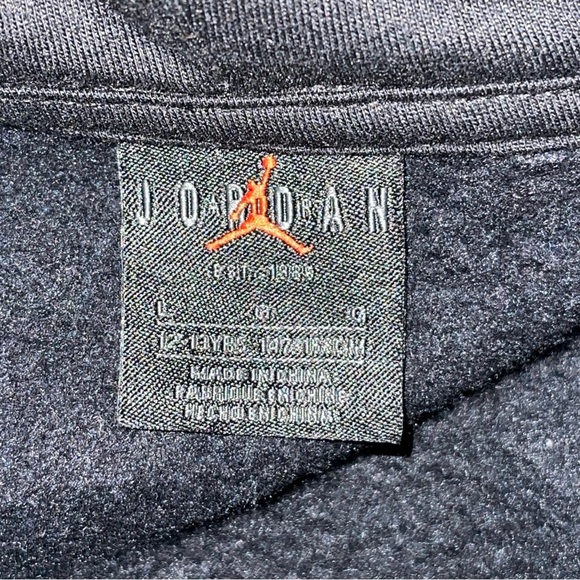 JORDAN
EST. 1985
L G G
12-13YRS 147-158CM
MADE IN CHINA
FABRIQUE EN CHINE
HECHO EN CHINA